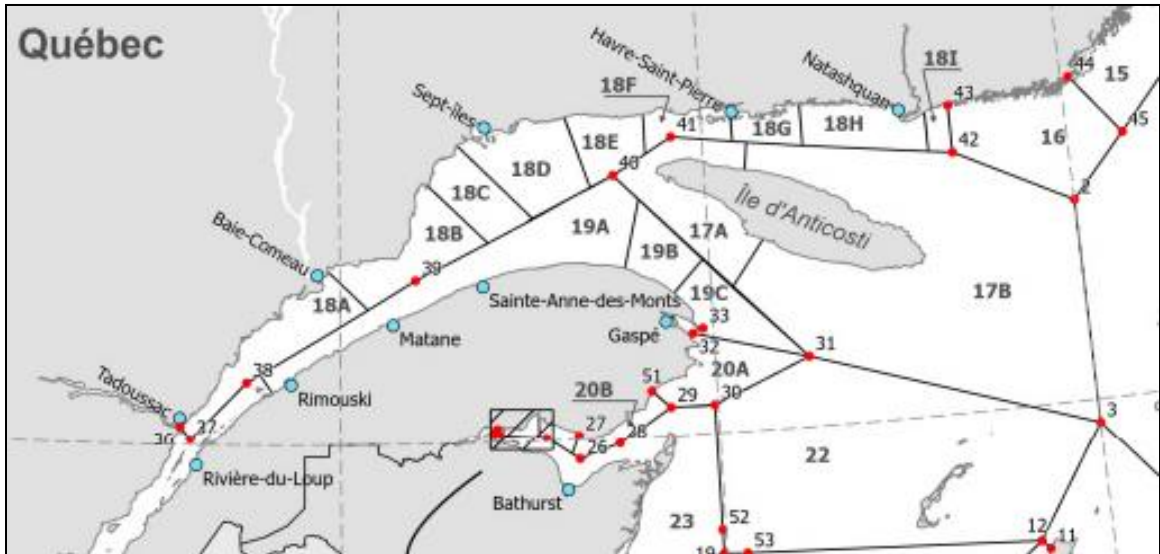 Québec
Havre-Saint-Pierre
Natashquan
18I
44
15
Sept-îles
18F
43
41
18G
18H
45
18E
42
16
18D
40
2
18C
Île d'Anticosti
18B
19A
17A
19B
Baie-Comeau
39
17B
18A
19C
Sainte-Anne-des-Monts
Gaspé
33
Matane
32
31
20A
38
Tadoussac
Rimouski
51
20B
29
30
3
36
37
27
28
26
22
Rivière-du-Loup
Bathurst
23
52
12
11
19
53